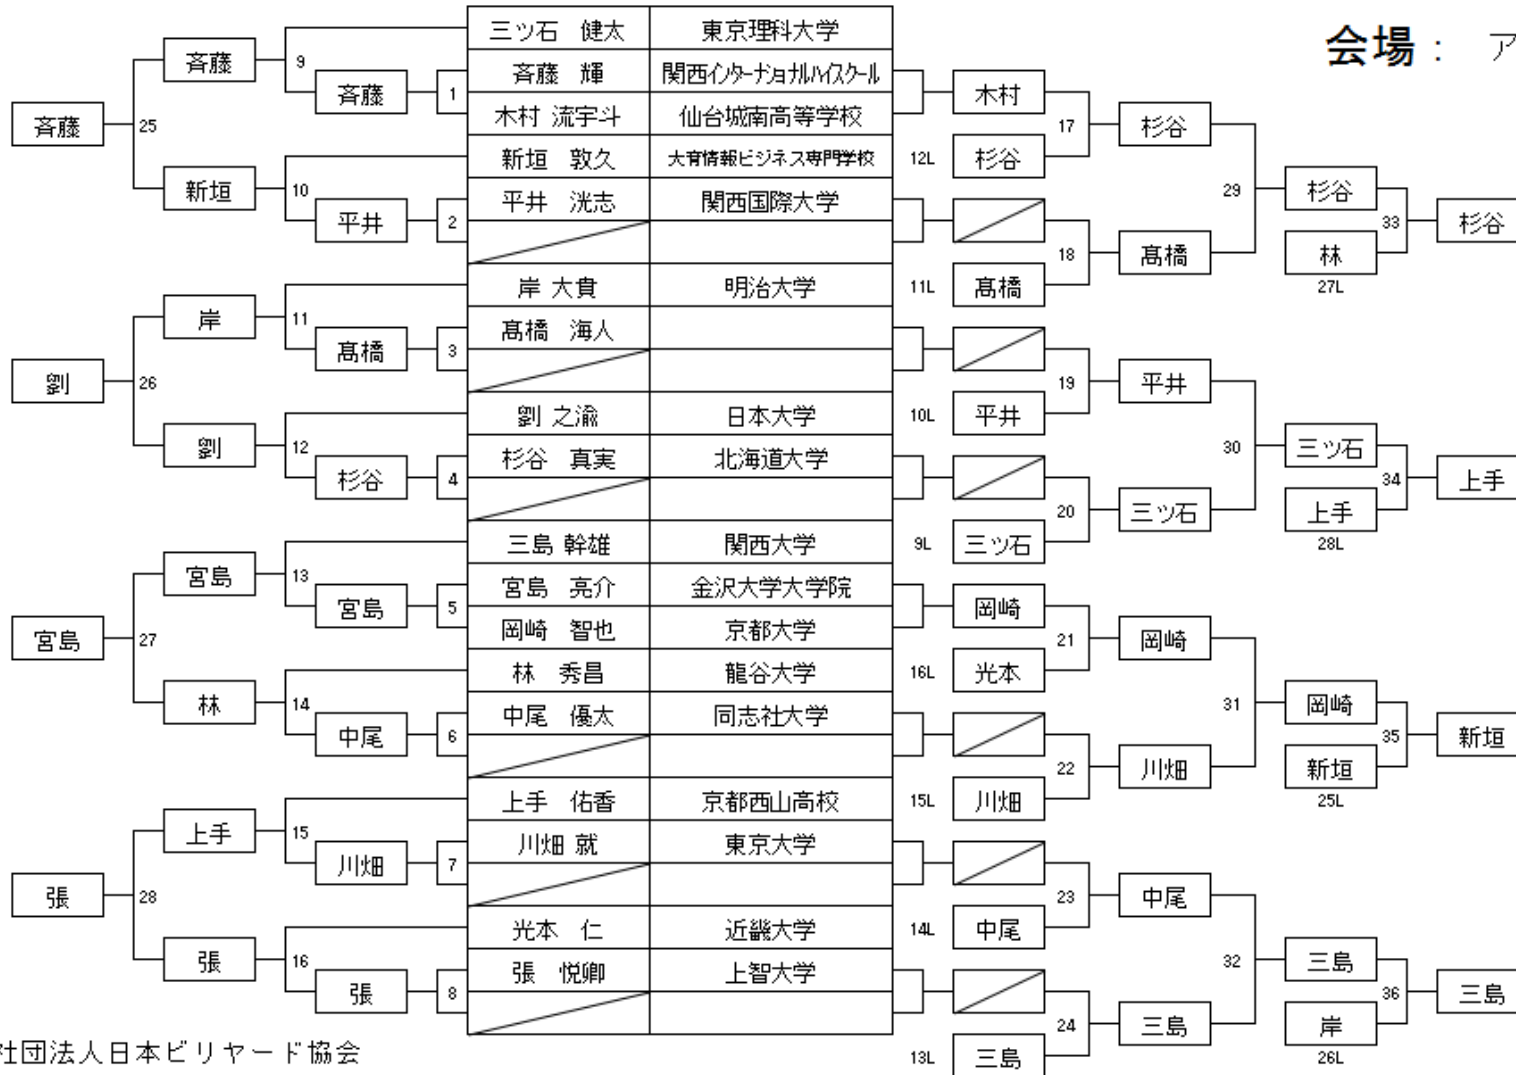 会場： ア
三ツ石 健太 東京理科大学
斉藤 輝 関西インターナショナルハイスクール
木村 流宇斗 仙台城南高等学校
新垣 敦久 大育情報ビジネス専門学校
平井 洸志 関西国際大学
岸 大貴 明治大学
髙橋 海人
劉 之渝 日本大学
杉谷 真実 北海道大学
三島 幹雄 関西大学
宮島 亮介 金沢大学大学院
岡崎 智也 京都大学
林 秀昌 龍谷大学
中尾 優太 同志社大学
上手 佑香 京都西山高校
川畑 就 東京大学
光本 仁 近畿大学
張 悦卿 上智大学
斉藤 25
斉藤 9
斉藤 1
新垣 10
平井 2
劉 26
岸 11
髙橋 3
劉 12
杉谷 4
宮島 27
宮島 13
宮島 5
林 14
中尾 6
張 28
上手 15
川畑 7
張 16
張 8
木村 17
12L 杉谷
杉谷 29
18
11L 髙橋
髙橋
杉谷 33
林
27L
杉谷
19
10L 平井
平井 30
20
9L 三ツ石
三ツ石
三ツ石 34
上手
28L
上手
岡崎 21
16L 光本
岡崎 31
22
15L 川畑
川畑
岡崎 35
新垣
25L
新垣
23
14L 中尾
中尾 32
24
13L 三島
三島
三島 36
岸
26L
三島
社団法人日本ビリヤード協会